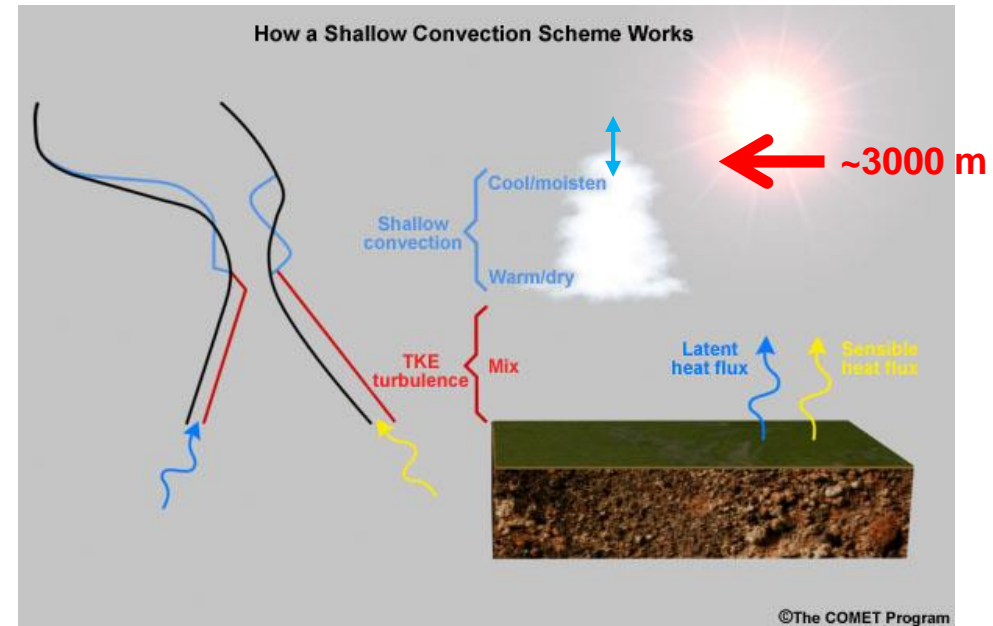 How a Shallow Convection Scheme Works
~3000 m
Cool/moisten
Shallow
convection
Warm/dry
TKE
turbulence
Mix
Latent
heat flux
Sensible
heat flux
©The COMET Program